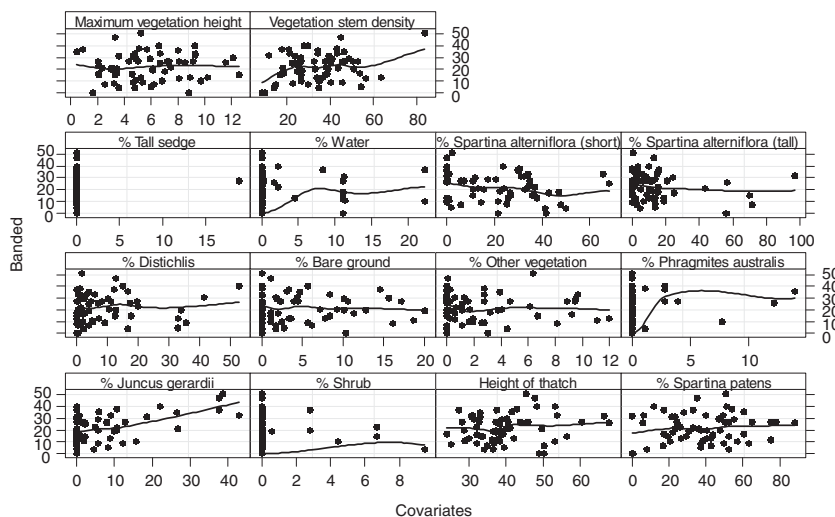 Maximum vegetation height Vegetation stem density
50
40
30
20
10
0
0 2 4 6 8 10 12 20 40 60 80
% Tall sedge % Water % Spartina alterniflora (short) % Spartina alterniflora (tall)
50
40
30
20
10
0
0 5 10 15 0 5 10 15 20 0 20 40 60 0 20 40 60 80 100
% Distichlis % Bare ground % Other vegetation % Phragmites australis
50
40
30
20
10
0
0 10 20 30 40 50 0 5 10 15 20 0 2 4 6 8 10 12 0 5 10
% Juncus gerardii % Shrub Height of thatch % Spartina patens
50
40
30
20
10
0
0 10 20 30 40 0 2 4 6 8 30 40 50 60 0 20 40 60 80
Banded
Covariates